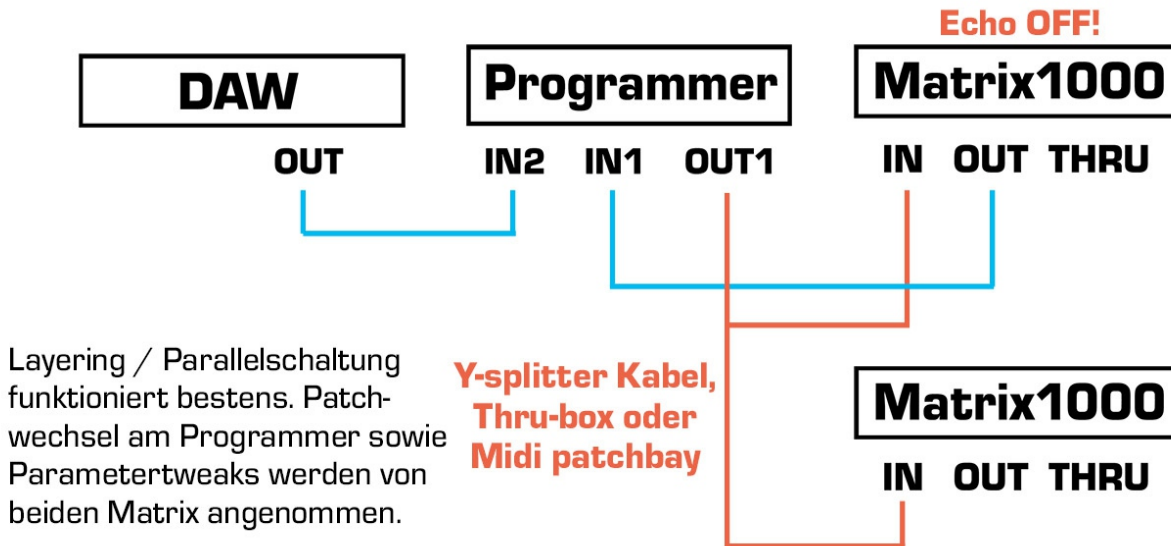 Echo OFF!
DAW
Programmer
Matrix1000
OUT
IN2 IN1 OUT1
IN OUT THRU
Layering / Parallelschaltung
funktioniert bestens. Patch-
wechsel am Programmer sowie
Parametertweaks werden von
beiden Matrix angenommen.
Y-splitter Kabel,
Thru-box oder
Midi patchbay
Matrix1000
IN OUT THRU